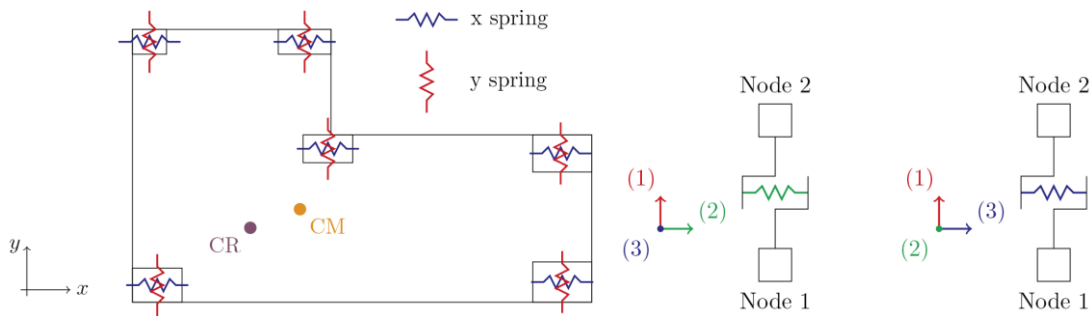 x spring
y spring
CR
CM
y
x
Node 2
(1)
(2)
(3)
Node 1
Node 2
(1)
(3)
(2)
Node 1